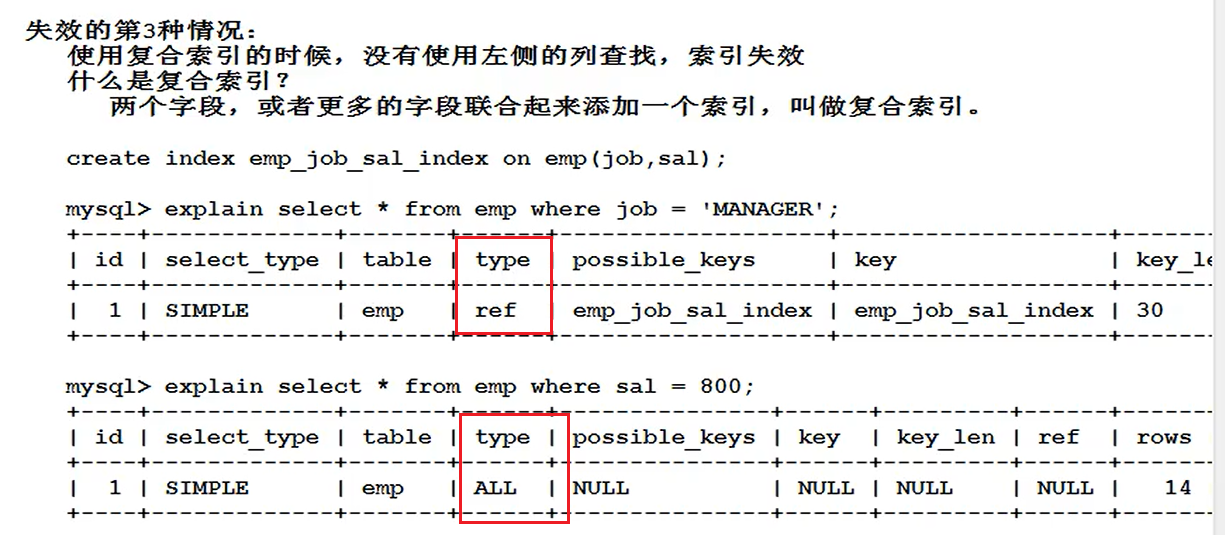 失效的第3种情况：
使用复合索引的时候，没有使用左侧的列查找，索引失效
什么是复合索引？
两个字段，或者更多的字段联合起来添加一个索引，叫做复合索引。
create index emp_job_sal_index on emp(job,sal);
mysql> explain select * from emp where job = 'MANAGER';
+----+-------------+-------+------+-------------------+-------------------+------
| id | select_type | table | type | possible_keys     | key               | key_le
+----+-------------+-------+------+-------------------+-------------------+------
|  1 | SIMPLE      | emp   | ref  | emp_job_sal_index | emp_job_sal_index | 30
+----+-------------+-------+------+-------------------+-------------------+------
mysql> explain select * from emp where sal = 800;
+----+-------------+-------+------+---------------+------+---------+------+------
| id | select_type | table | type | possible_keys | key  | key_len | ref  | rows
+----+-------------+-------+------+---------------+------+---------+------+------
|  1 | SIMPLE      | emp   | ALL  | NULL          | NULL | NULL    | NULL |   14
+----+-------------+-------+------+---------------+------+---------+------+------